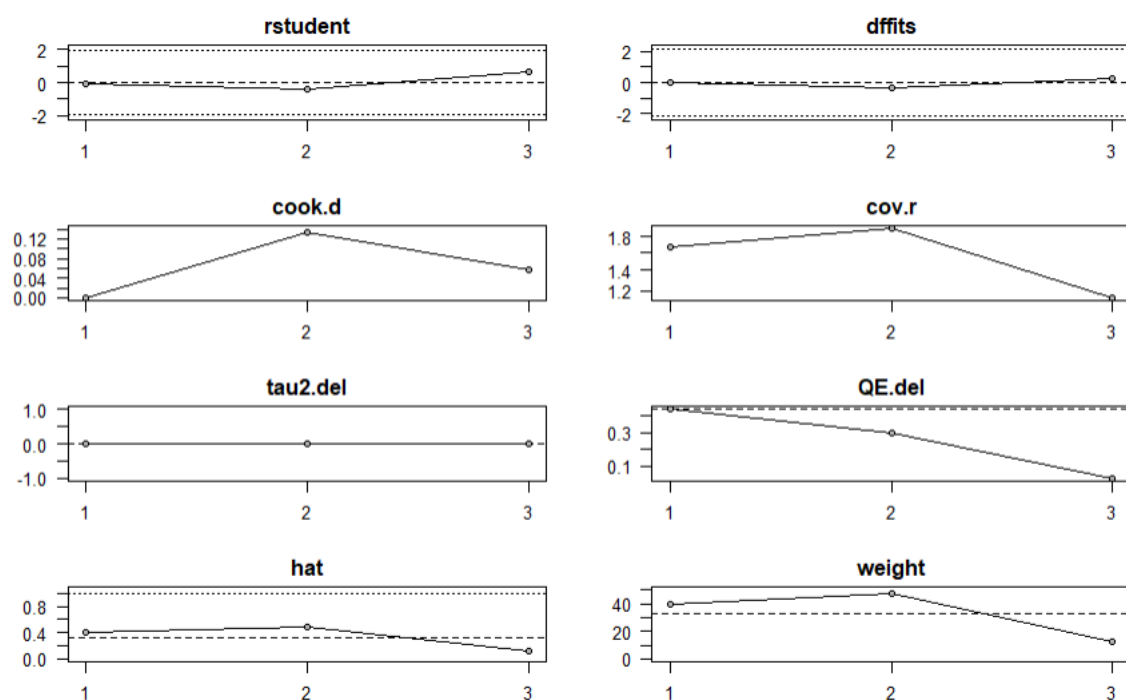 rstudent
2
0
-2
1 2 3
dffits
2
0
-2
1 2 3
cook.d
0.12
0.08
0.04
0.00
1 2 3
cov.r
1.8
1.4
1.2
1 2 3
tau2.del
1.0
0.0
-1.0
1 2 3
QE.del
0.3
0.1
1 2 3
hat
0.8
0.4
0.0
1 2 3
weight
40
20
0
1 2 3